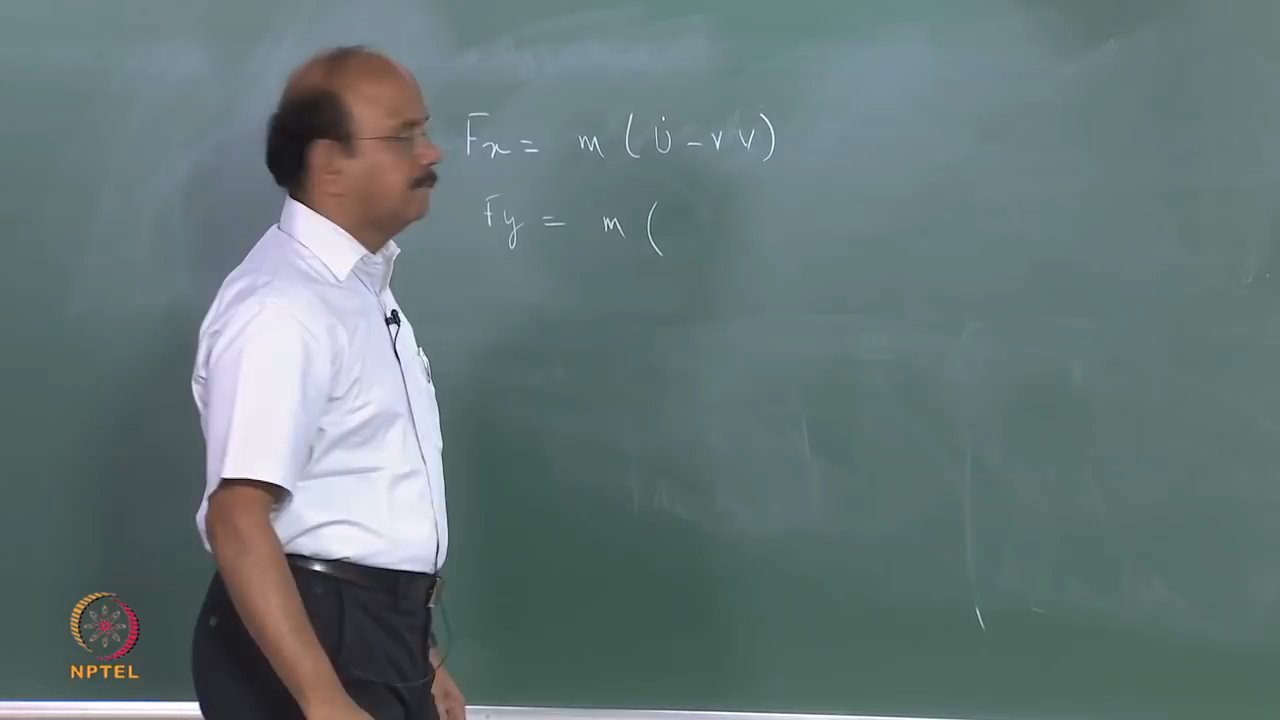 Fx = m ( U̇ - r V )
Fy = m (
NPTEL